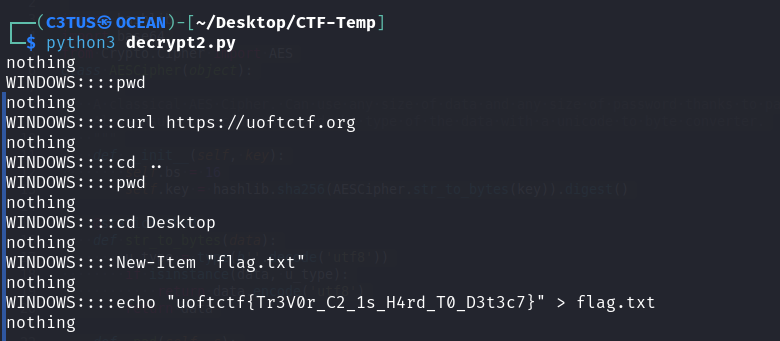 ┌──(C3TUS㉿OCEAN)-[~/Desktop/CTF-Temp]
└─$ python3 decrypt2.py
nothing
WINDOWS::::pwd
nothing
WINDOWS::::curl https://uoftctf.org
nothing
WINDOWS::::cd ..
WINDOWS::::pwd
nothing
WINDOWS::::cd Desktop
nothing
WINDOWS::::New-Item "flag.txt"
nothing
WINDOWS::::echo "uoftctf{Tr3V0r_C2_1s_H4rd_T0_D3t3c7}" > flag.txt
nothing